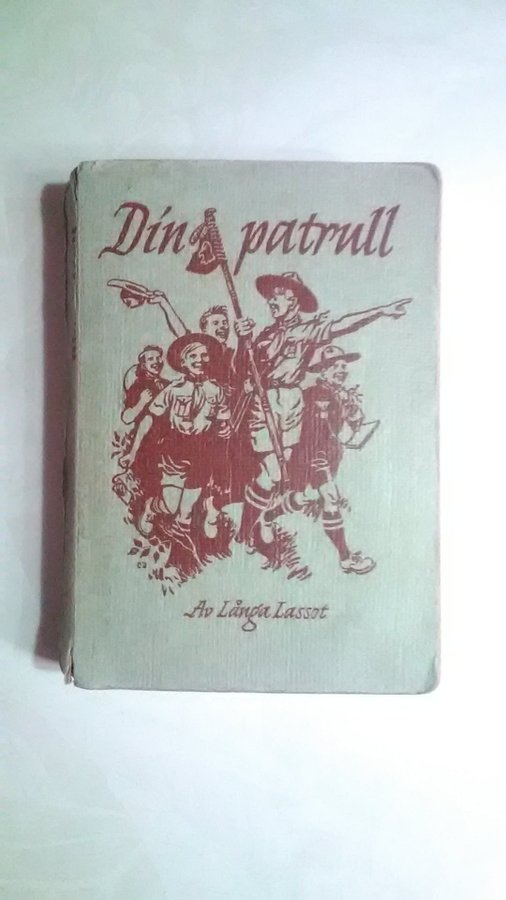 Din patrull
Av Långa Lassot